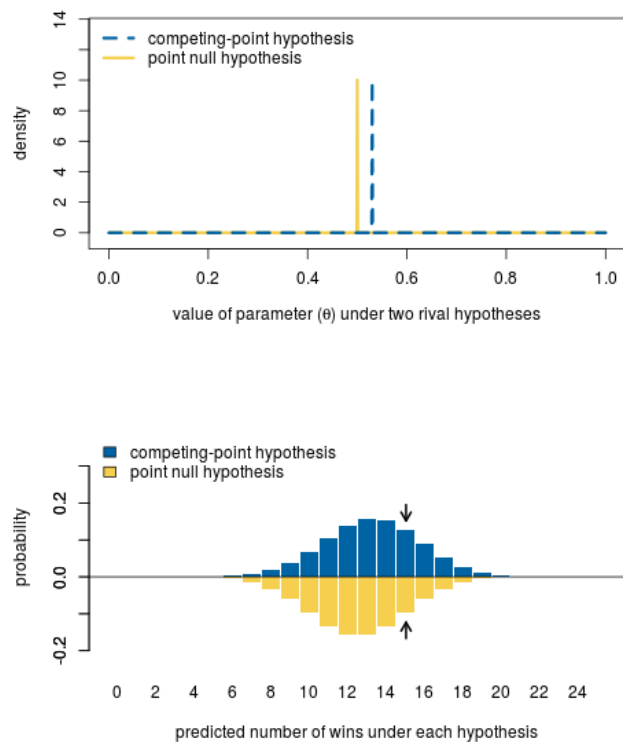 14
12
10
8
6
4
2
0
density
competing-point hypothesis
point null hypothesis
0.0 0.2 0.4 0.6 0.8 1.0
value of parameter (θ) under two rival hypotheses
competing-point hypothesis
point null hypothesis
0.2
0.0
-0.2
probability
0 2 4 6 8 10 12 14 16 18 20 22 24
predicted number of wins under each hypothesis